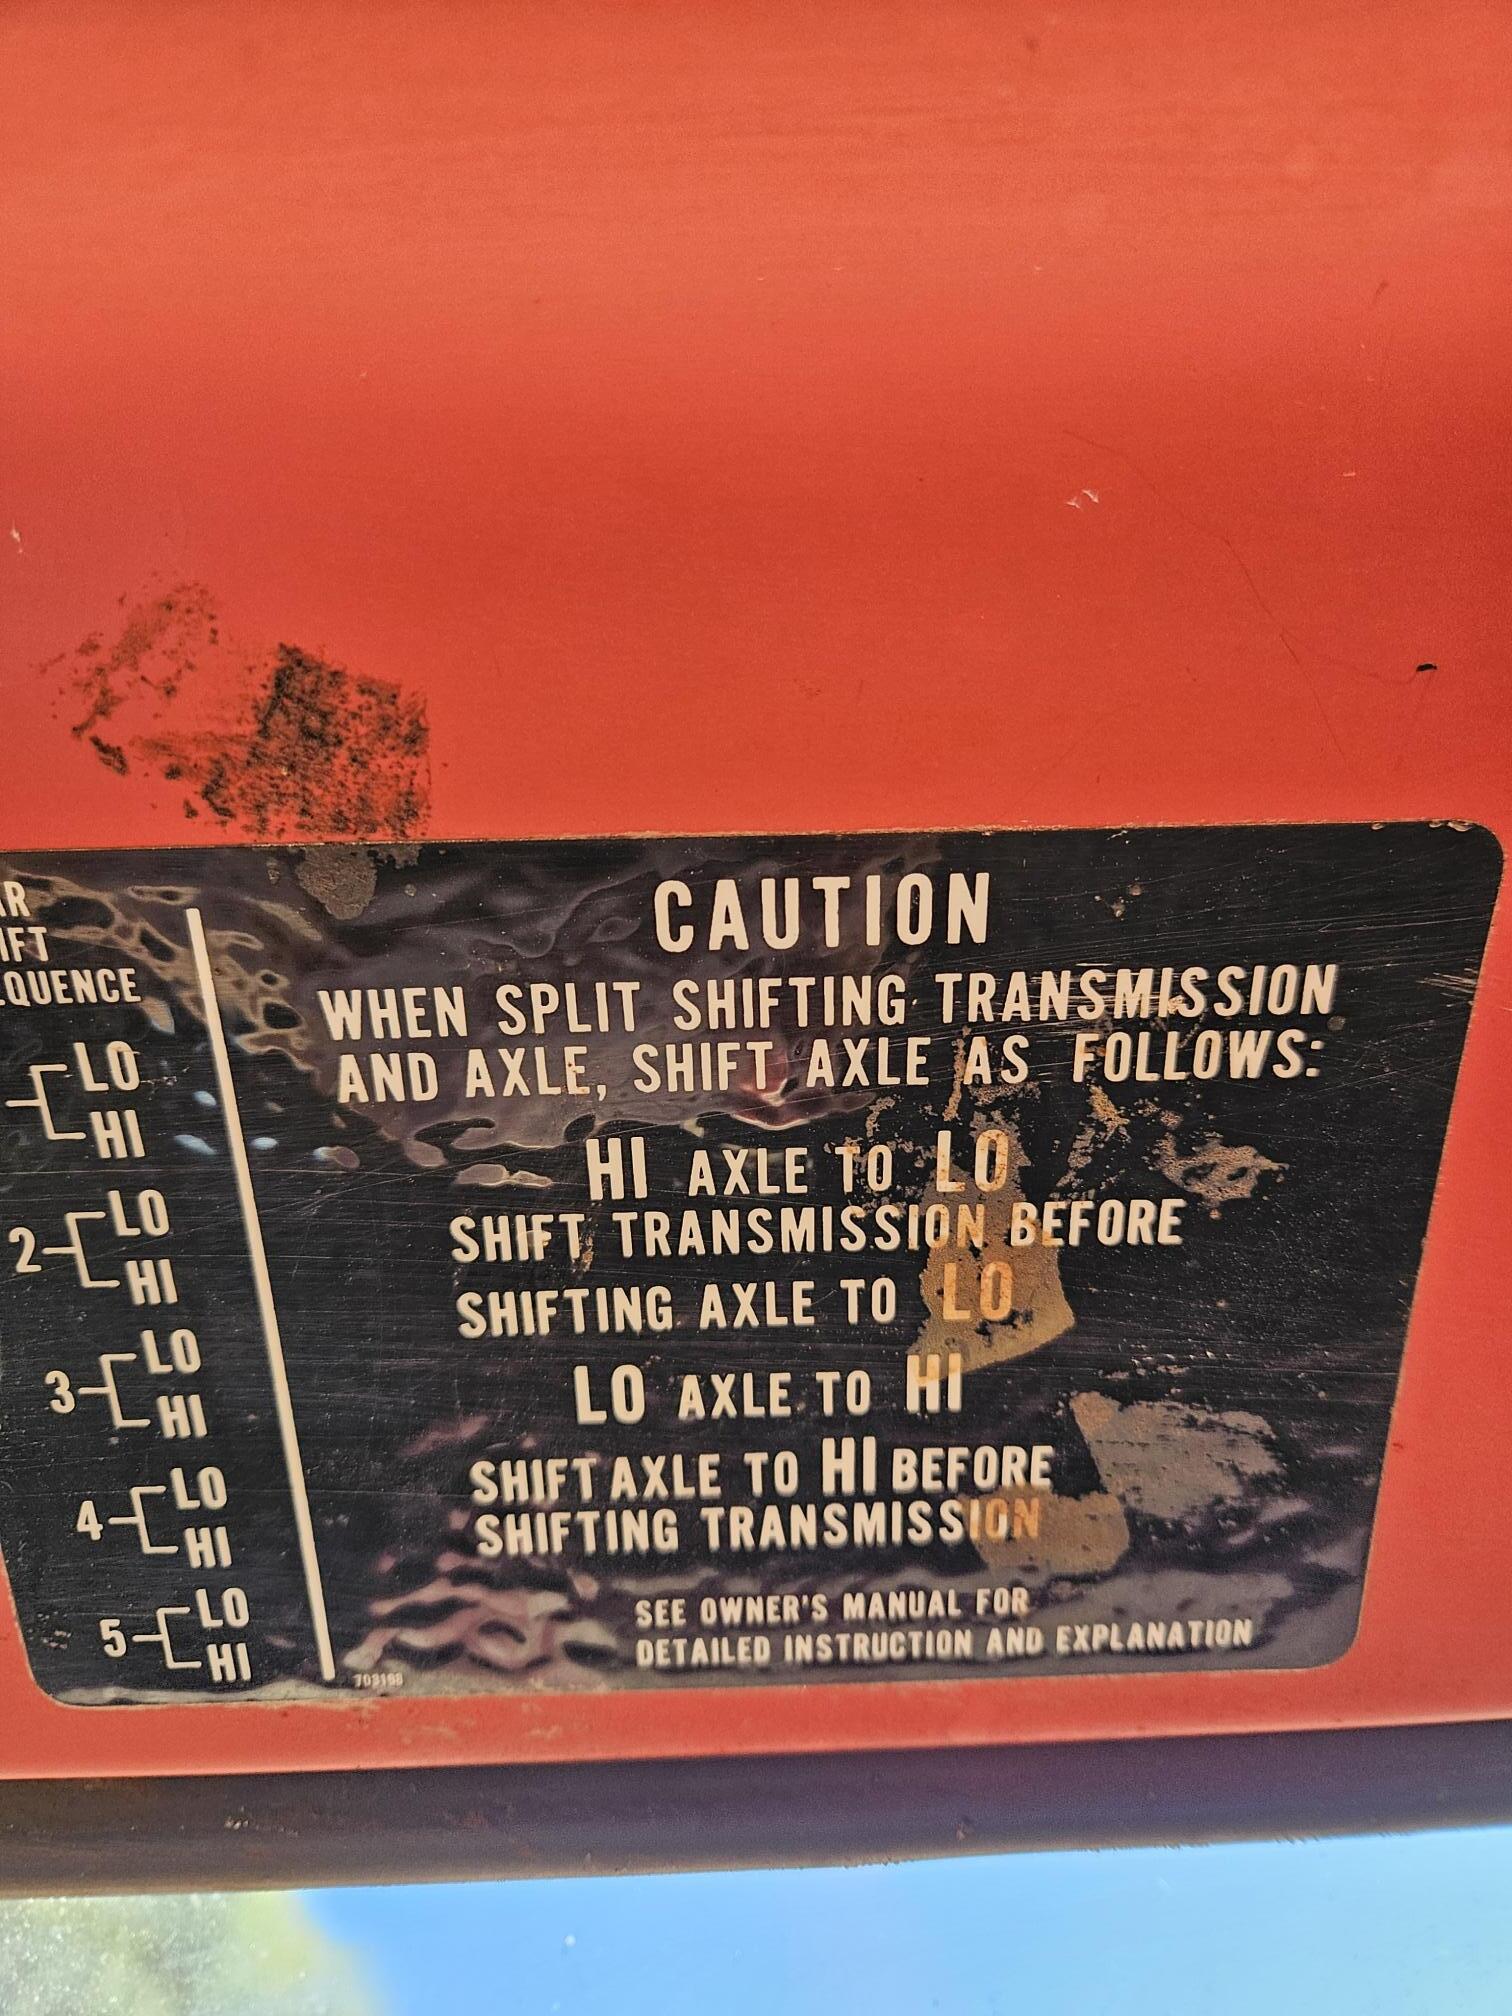 CAUTION
WHEN SPLIT SHIFTING TRANSMISSION
AND AXLE, SHIFT AXLE AS FOLLOWS:
HI AXLE TO LO
SHIFT TRANSMISSION BEFORE
SHIFTING AXLE TO LO
LO AXLE TO HI
SHIFT AXLE TO HI BEFORE
SHIFTING TRANSMISSION
SEE OWNER'S MANUAL FOR
DETAILED INSTRUCTION AND EXPLANATION
LO
HI
2 LO
HI
3 LO
HI
4 LO
HI
5 LO
HI